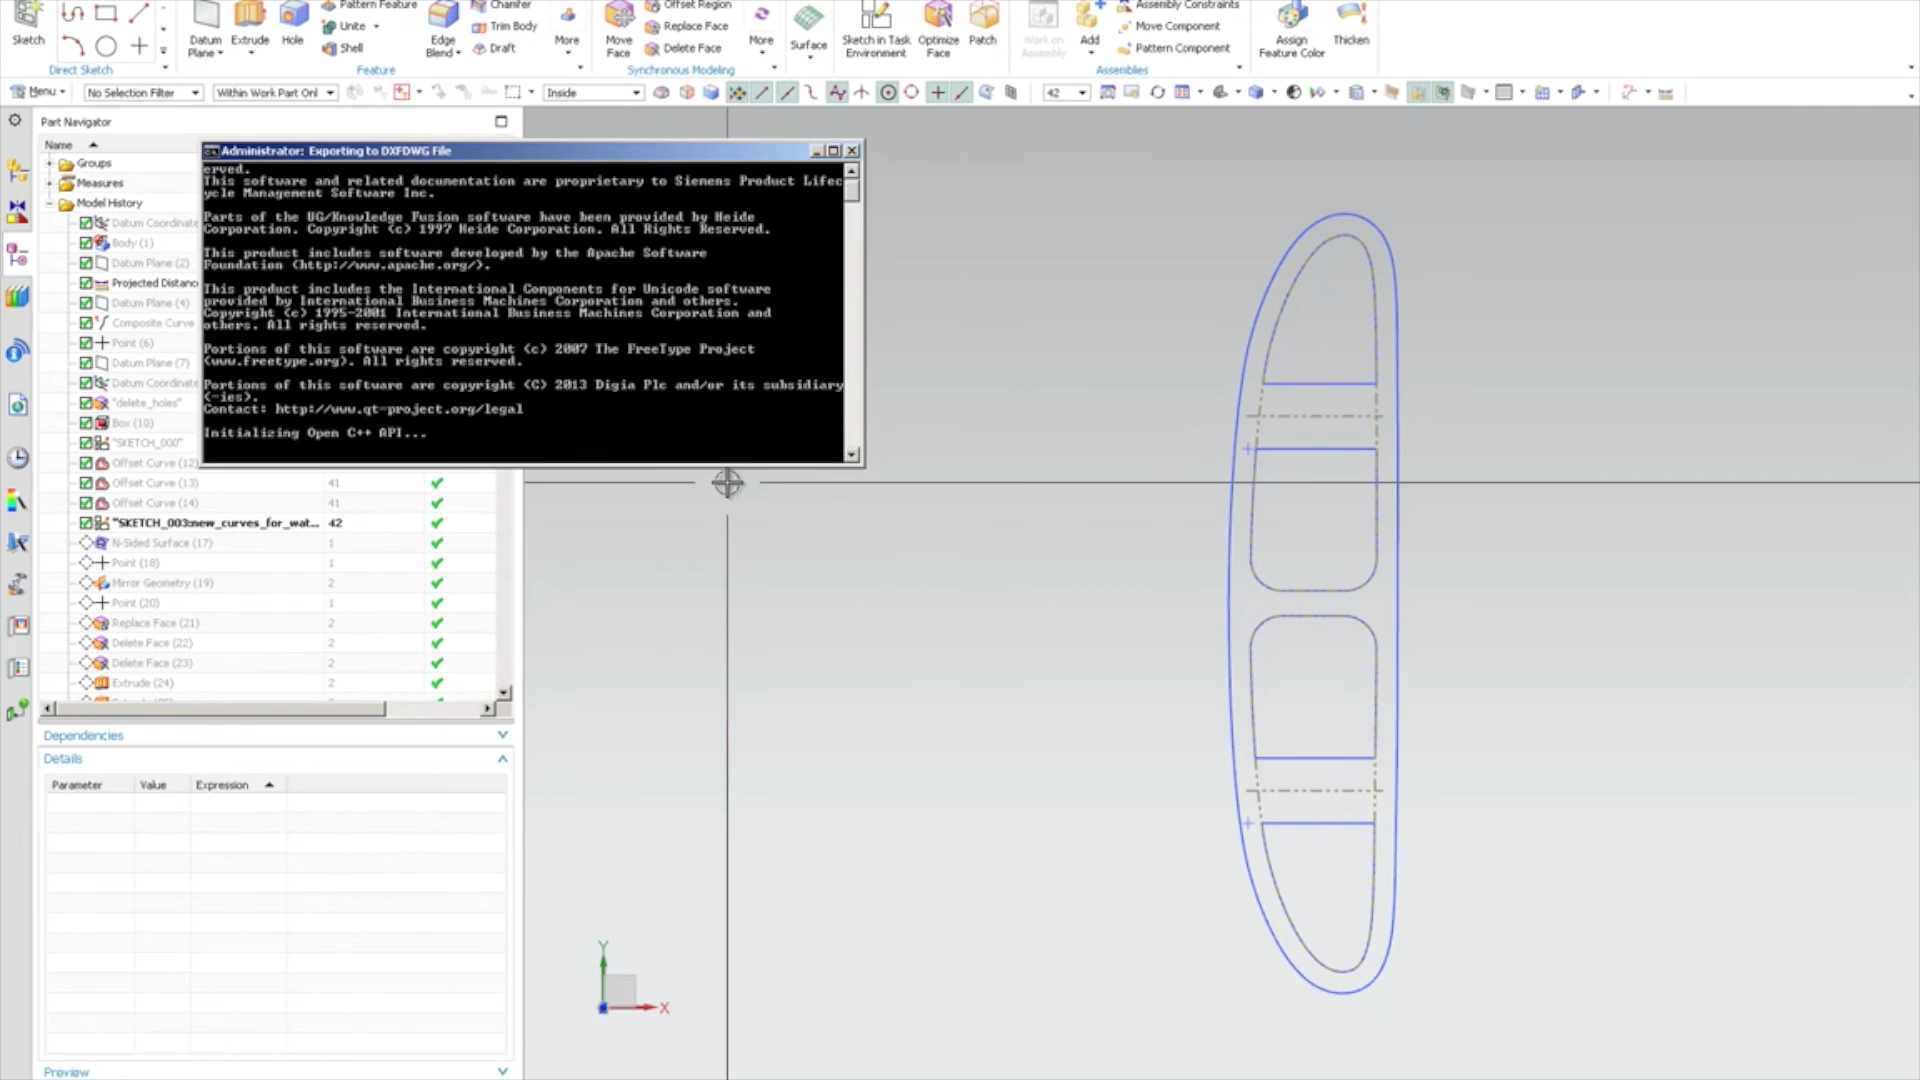 Pattern Feature
Chamfer
Offset Region
Assembly Constraints
Unite
Trim Body
Replace Face
Move Component
Sketch
Datum Plane
Extrude
Hole
Shell
Edge Blend
Draft
More
Move Face
Delete Face
More
Surface
Sketch in Task Environment
Optimize Face
Patch
Work on Assembly
Add
Pattern Component
Assign Feature Color
Thicken
Direct Sketch
Feature
Synchronous Modeling
Assemblies
Menu
No Selection Filter
Within Work Part Onl
Inside
42
Part Navigator
Name
Groups
Measures
Model History
Datum Coordinate
Body (1)
Datum Plane (2)
Projected Distanc
Datum Plane (4)
Composite Curve
Point (6)
Datum Plane (7)
Datum Coordinate
"delete_holes"
Box (10)
"SKETCH_000"
Offset Curve (12)
Offset Curve (13) 41
Offset Curve (14) 41
"SKETCH_003:new_curves_for_wat... 42
N-Sided Surface (17) 1
Point (18) 1
Mirror Geometry (19) 2
Point (20) 1
Replace Face (21) 2
Delete Face (22) 2
Delete Face (23) 2
Extrude (24) 2
Administrator: Exporting to DXFDWG File
erved.
This software and related documentation are proprietary to Siemens Product Lifec
ycle Management Software Inc.
Parts of the UG/Knowledge Fusion software have been provided by Heide
Corporation. Copyright (c) 1997 Heide Corporation. All Rights Reserved.
This product includes software developed by the Apache Software
Foundation (http://www.apache.org/).
This product includes the International Components for Unicode software
provided by International Business Machines Corporation and others.
Copyright (c) 1995-2001 International Business Machines Corporation and
others. All rights reserved.
Portions of this software are copyright (c) 2007 The FreeType Project
(www.freetype.org). All rights reserved.
Portions of this software are copyright (C) 2013 Digia Plc and/or its subsidiary
(-ies).
Contact: http://www.qt-project.org/legal
Initializing Open C++ API...
Dependencies
Details
Parameter Value Expression
Preview
Y
X